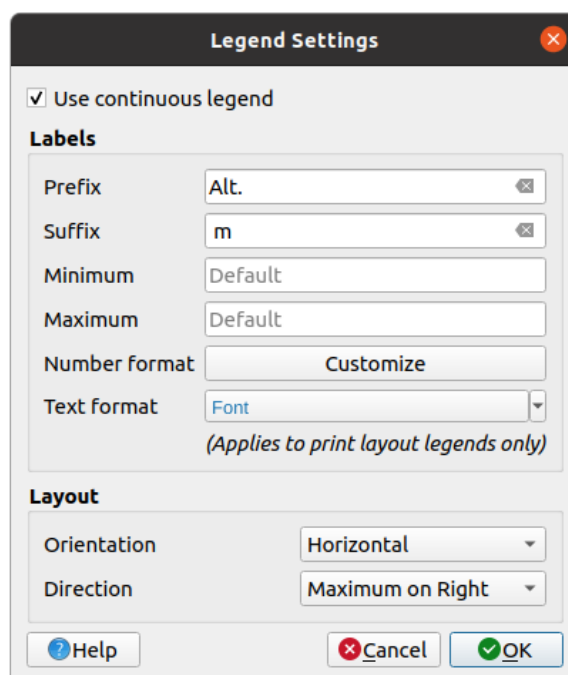 Legend Settings
Use continuous legend
Labels
Prefix Alt.
Suffix m
Minimum Default
Maximum Default
Number format Customize
Text format Font
(Applies to print layout legends only)
Layout
Orientation Horizontal
Direction Maximum on Right
Help Cancel OK